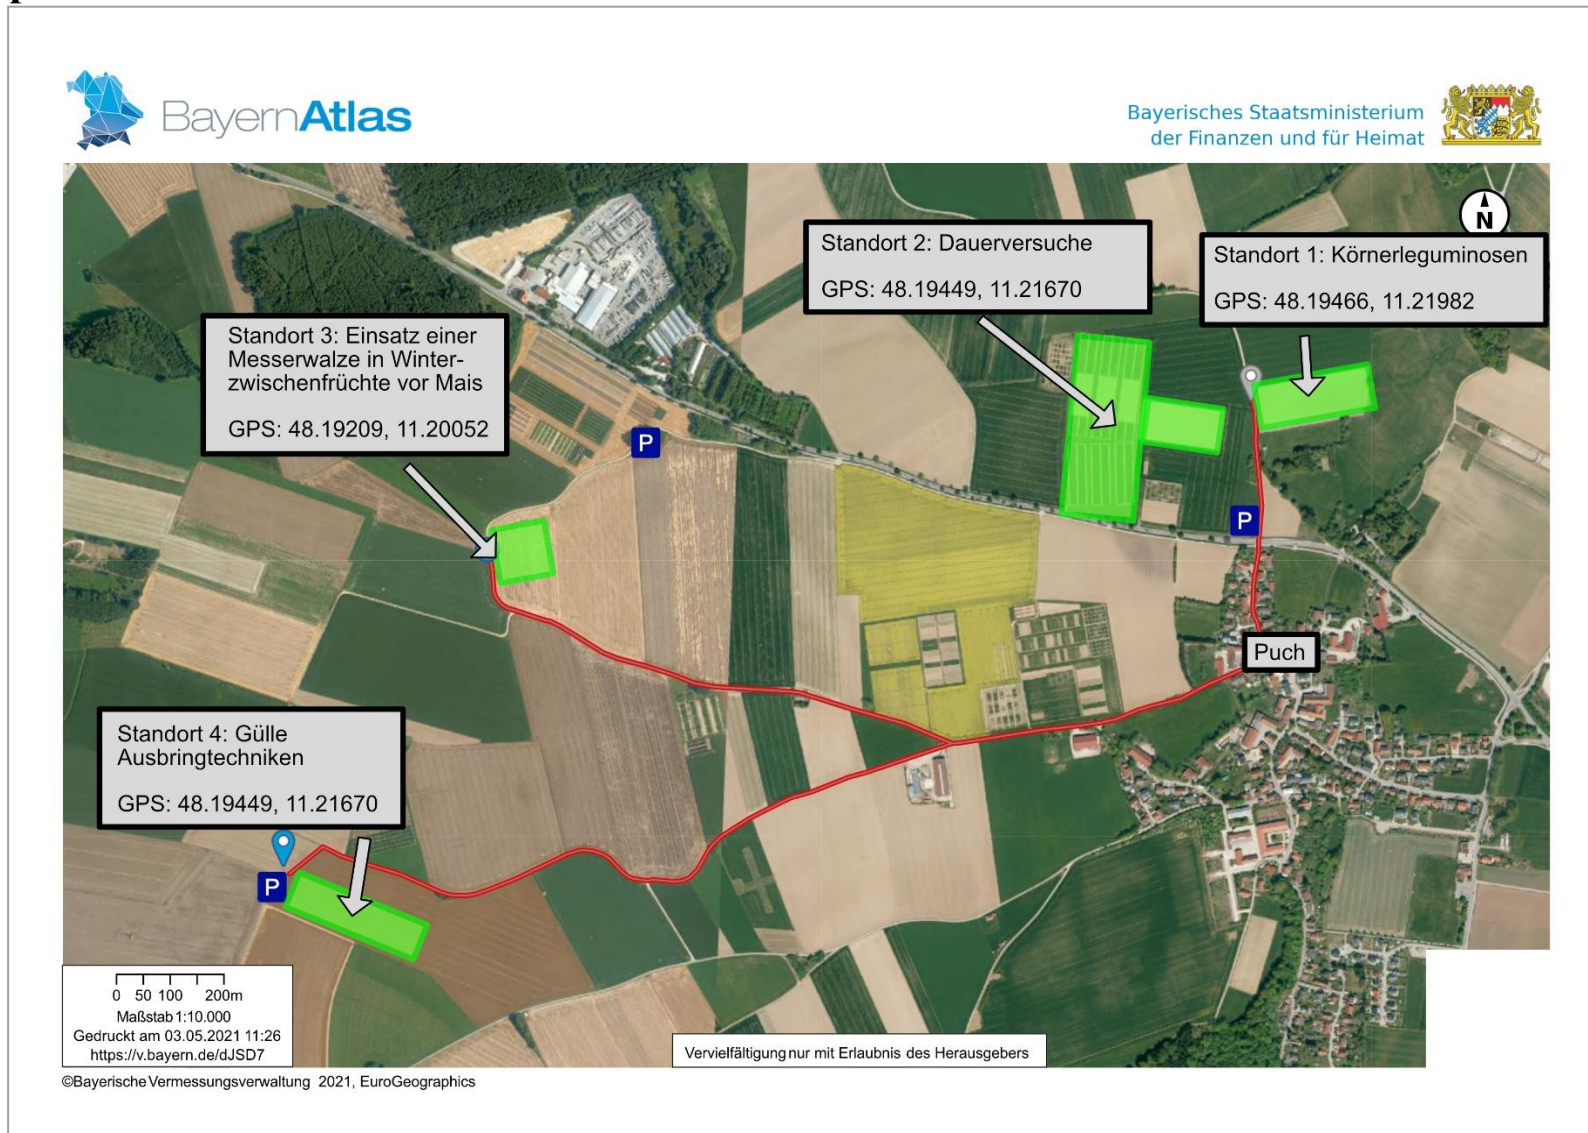 BayernAtlas
Bayerisches Staatsministerium
der Finanzen und für Heimat
N
Standort 2: Dauerversuche
GPS: 48.19449, 11.21670
Standort 1: Körnerleguminosen
GPS: 48.19466, 11.21982
Standort 3: Einsatz einer
Messerwalze in Winter-
zwischenfrüchte vor Mais
GPS: 48.19209, 11.20052
P
P
Puch
Standort 4: Gülle
Ausbringtechniken
GPS: 48.19449, 11.21670
P
0 50 100 200m
Maßstab 1:10.000
Gedruckt am 03.05.2021 11:26
https://v.bayern.de/dJSD7
Vervielfältigung nur mit Erlaubnis des Herausgebers
©Bayerische Vermessungsverwaltung 2021, EuroGeographics